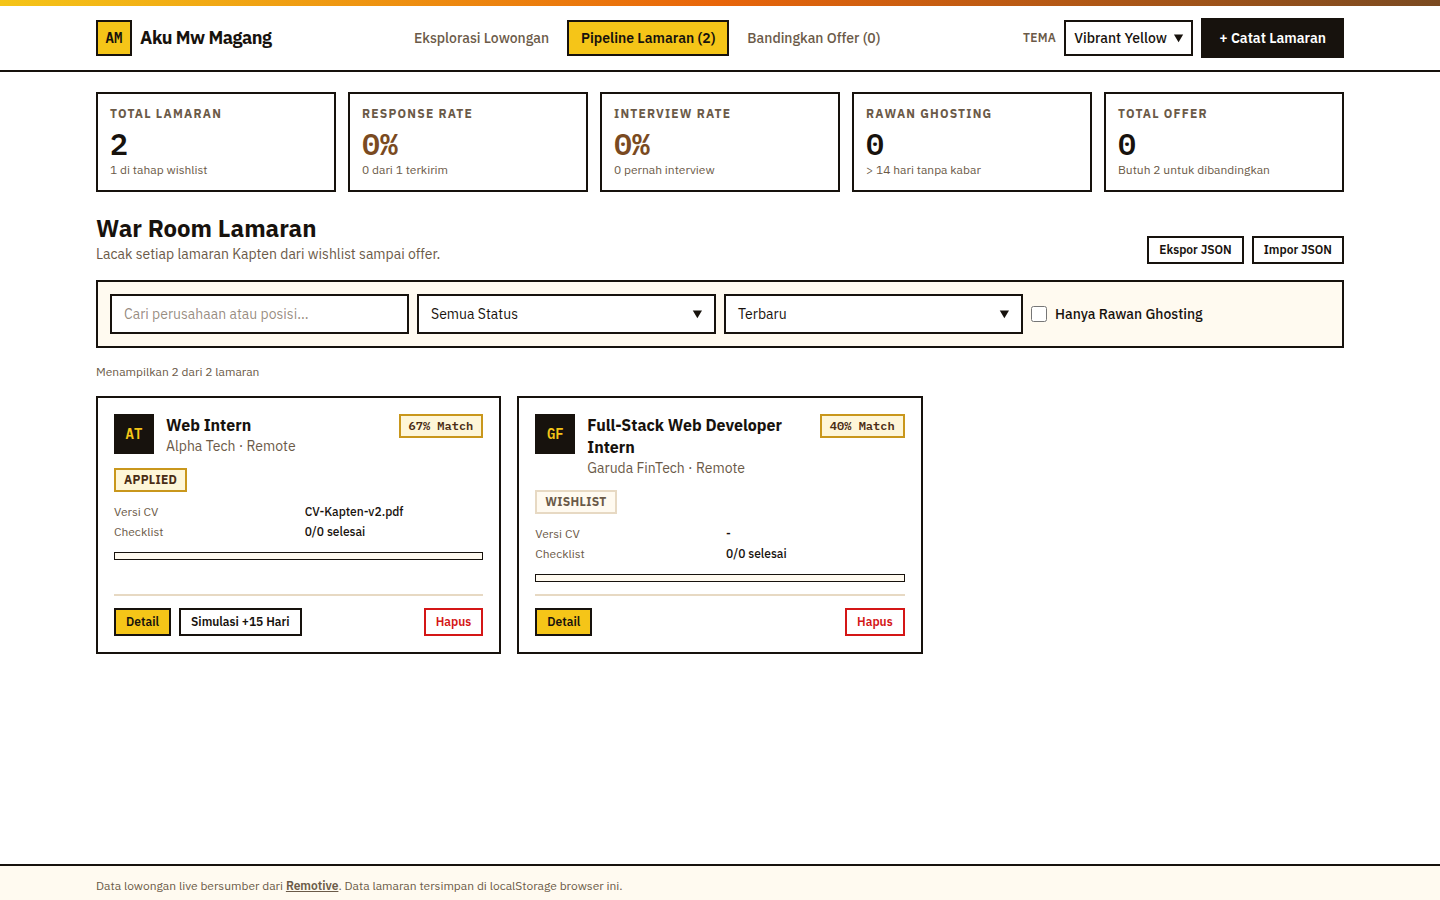 AM Aku Mw Magang Eksplorasi Lowongan Pipeline Lamaran (2) Bandingkan Offer (0) TEMA Vibrant Yellow + Catat Lamaran
TOTAL LAMARAN
2
1 di tahap wishlist
RESPONSE RATE
0%
0 dari 1 terkirim
INTERVIEW RATE
0%
0 pernah interview
RAWAN GHOSTING
0
> 14 hari tanpa kabar
TOTAL OFFER
0
Butuh 2 untuk dibandingkan
War Room Lamaran
Lacak setiap lamaran Kapten dari wishlist sampai offer.
Ekspor JSON Impor JSON
Cari perusahaan atau posisi... Semua Status Terbaru Hanya Rawan Ghosting
Menampilkan 2 dari 2 lamaran
AT Web Intern 67% Match
Alpha Tech · Remote
APPLIED
Versi CV CV-Kapten-v2.pdf
Checklist 0/0 selesai
Detail Simulasi +15 Hari Hapus
GF Full-Stack Web Developer 40% Match
Intern
Garuda FinTech · Remote
WISHLIST
Versi CV -
Checklist 0/0 selesai
Detail Hapus
Data lowongan live bersumber dari Remotive. Data lamaran tersimpan di localStorage browser ini.